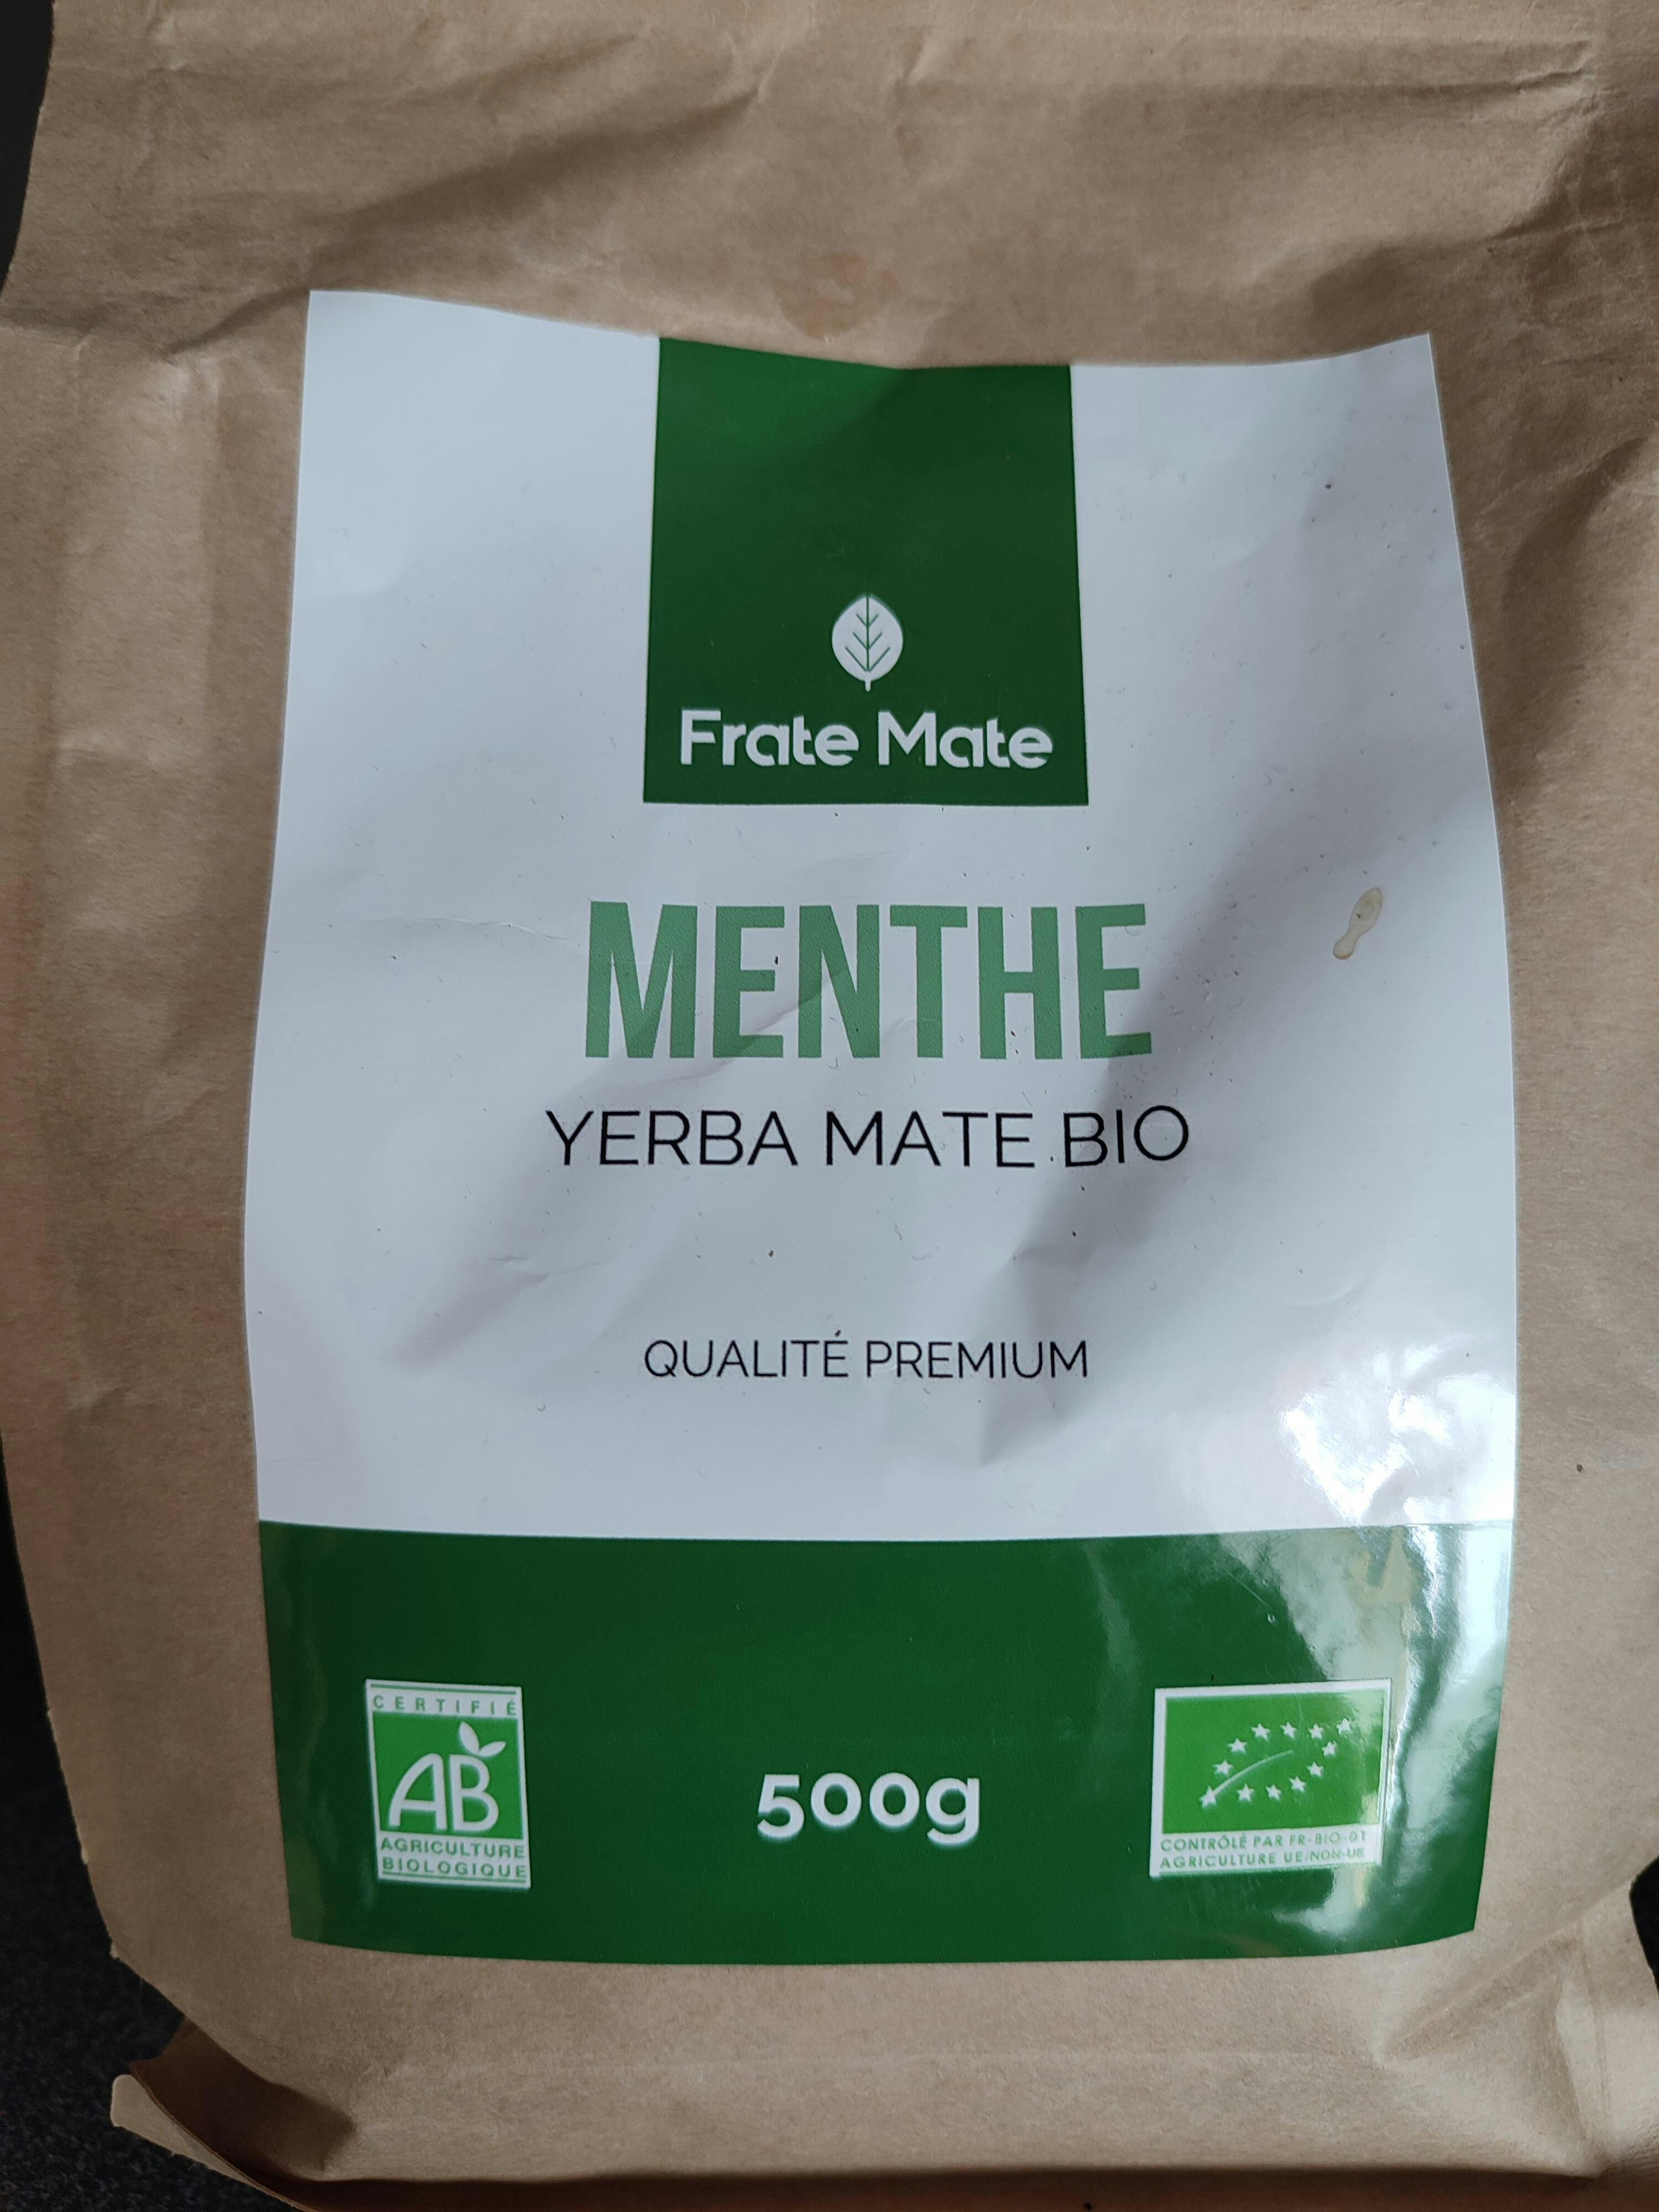 Frate Mate
MENTHE
YERBA MATE BIO
QUALITÉ PREMIUM
CERTIFIÉ
AB
AGRICULTURE
BIOLOGIQUE
500g
CONTRÔLÉ PAR FR-BIO-01
AGRICULTURE UE/NON-UE